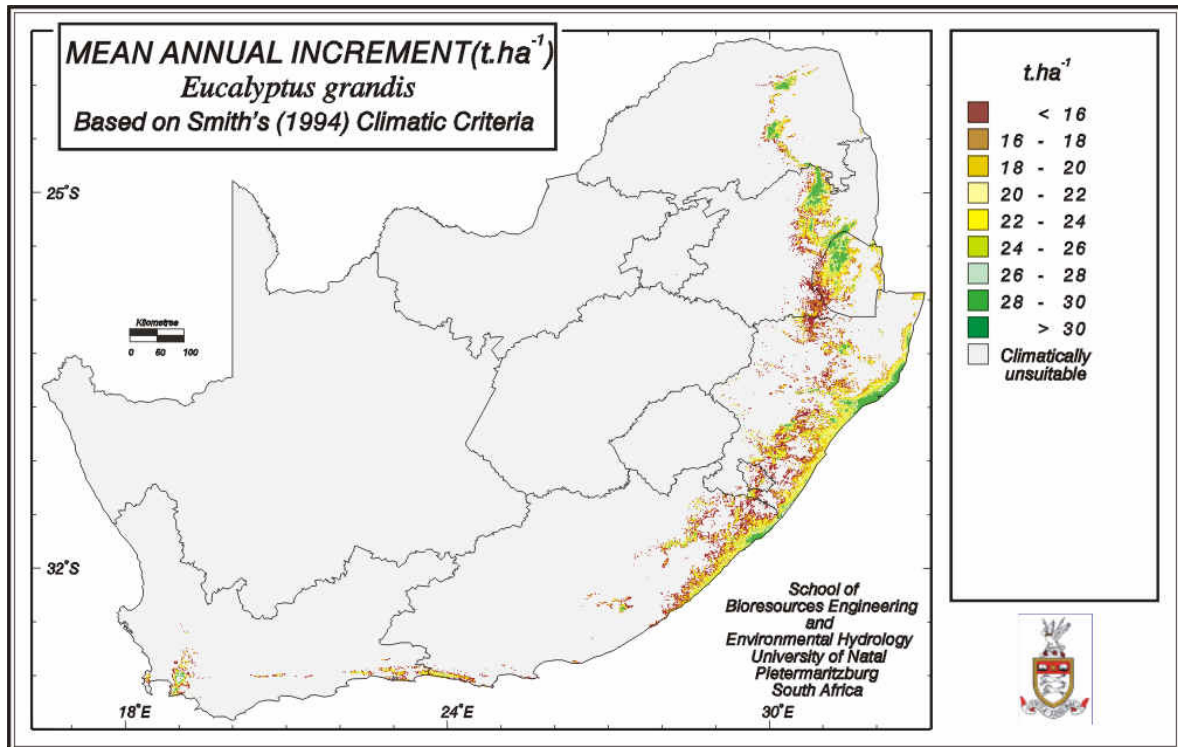 MEAN ANNUAL INCREMENT(t.ha⁻¹)
Eucalyptus grandis
Based on Smith's (1994) Climatic Criteria
25°S
32°S
18°E
24°E
30°E
Kilometres
0 50 100
School of
Bioresources Engineering
and
Environmental Hydrology
University of Natal
Pietermaritzburg
South Africa
t.ha⁻¹
< 16
16 - 18
18 - 20
20 - 22
22 - 24
24 - 26
26 - 28
28 - 30
> 30
Climatically
unsuitable